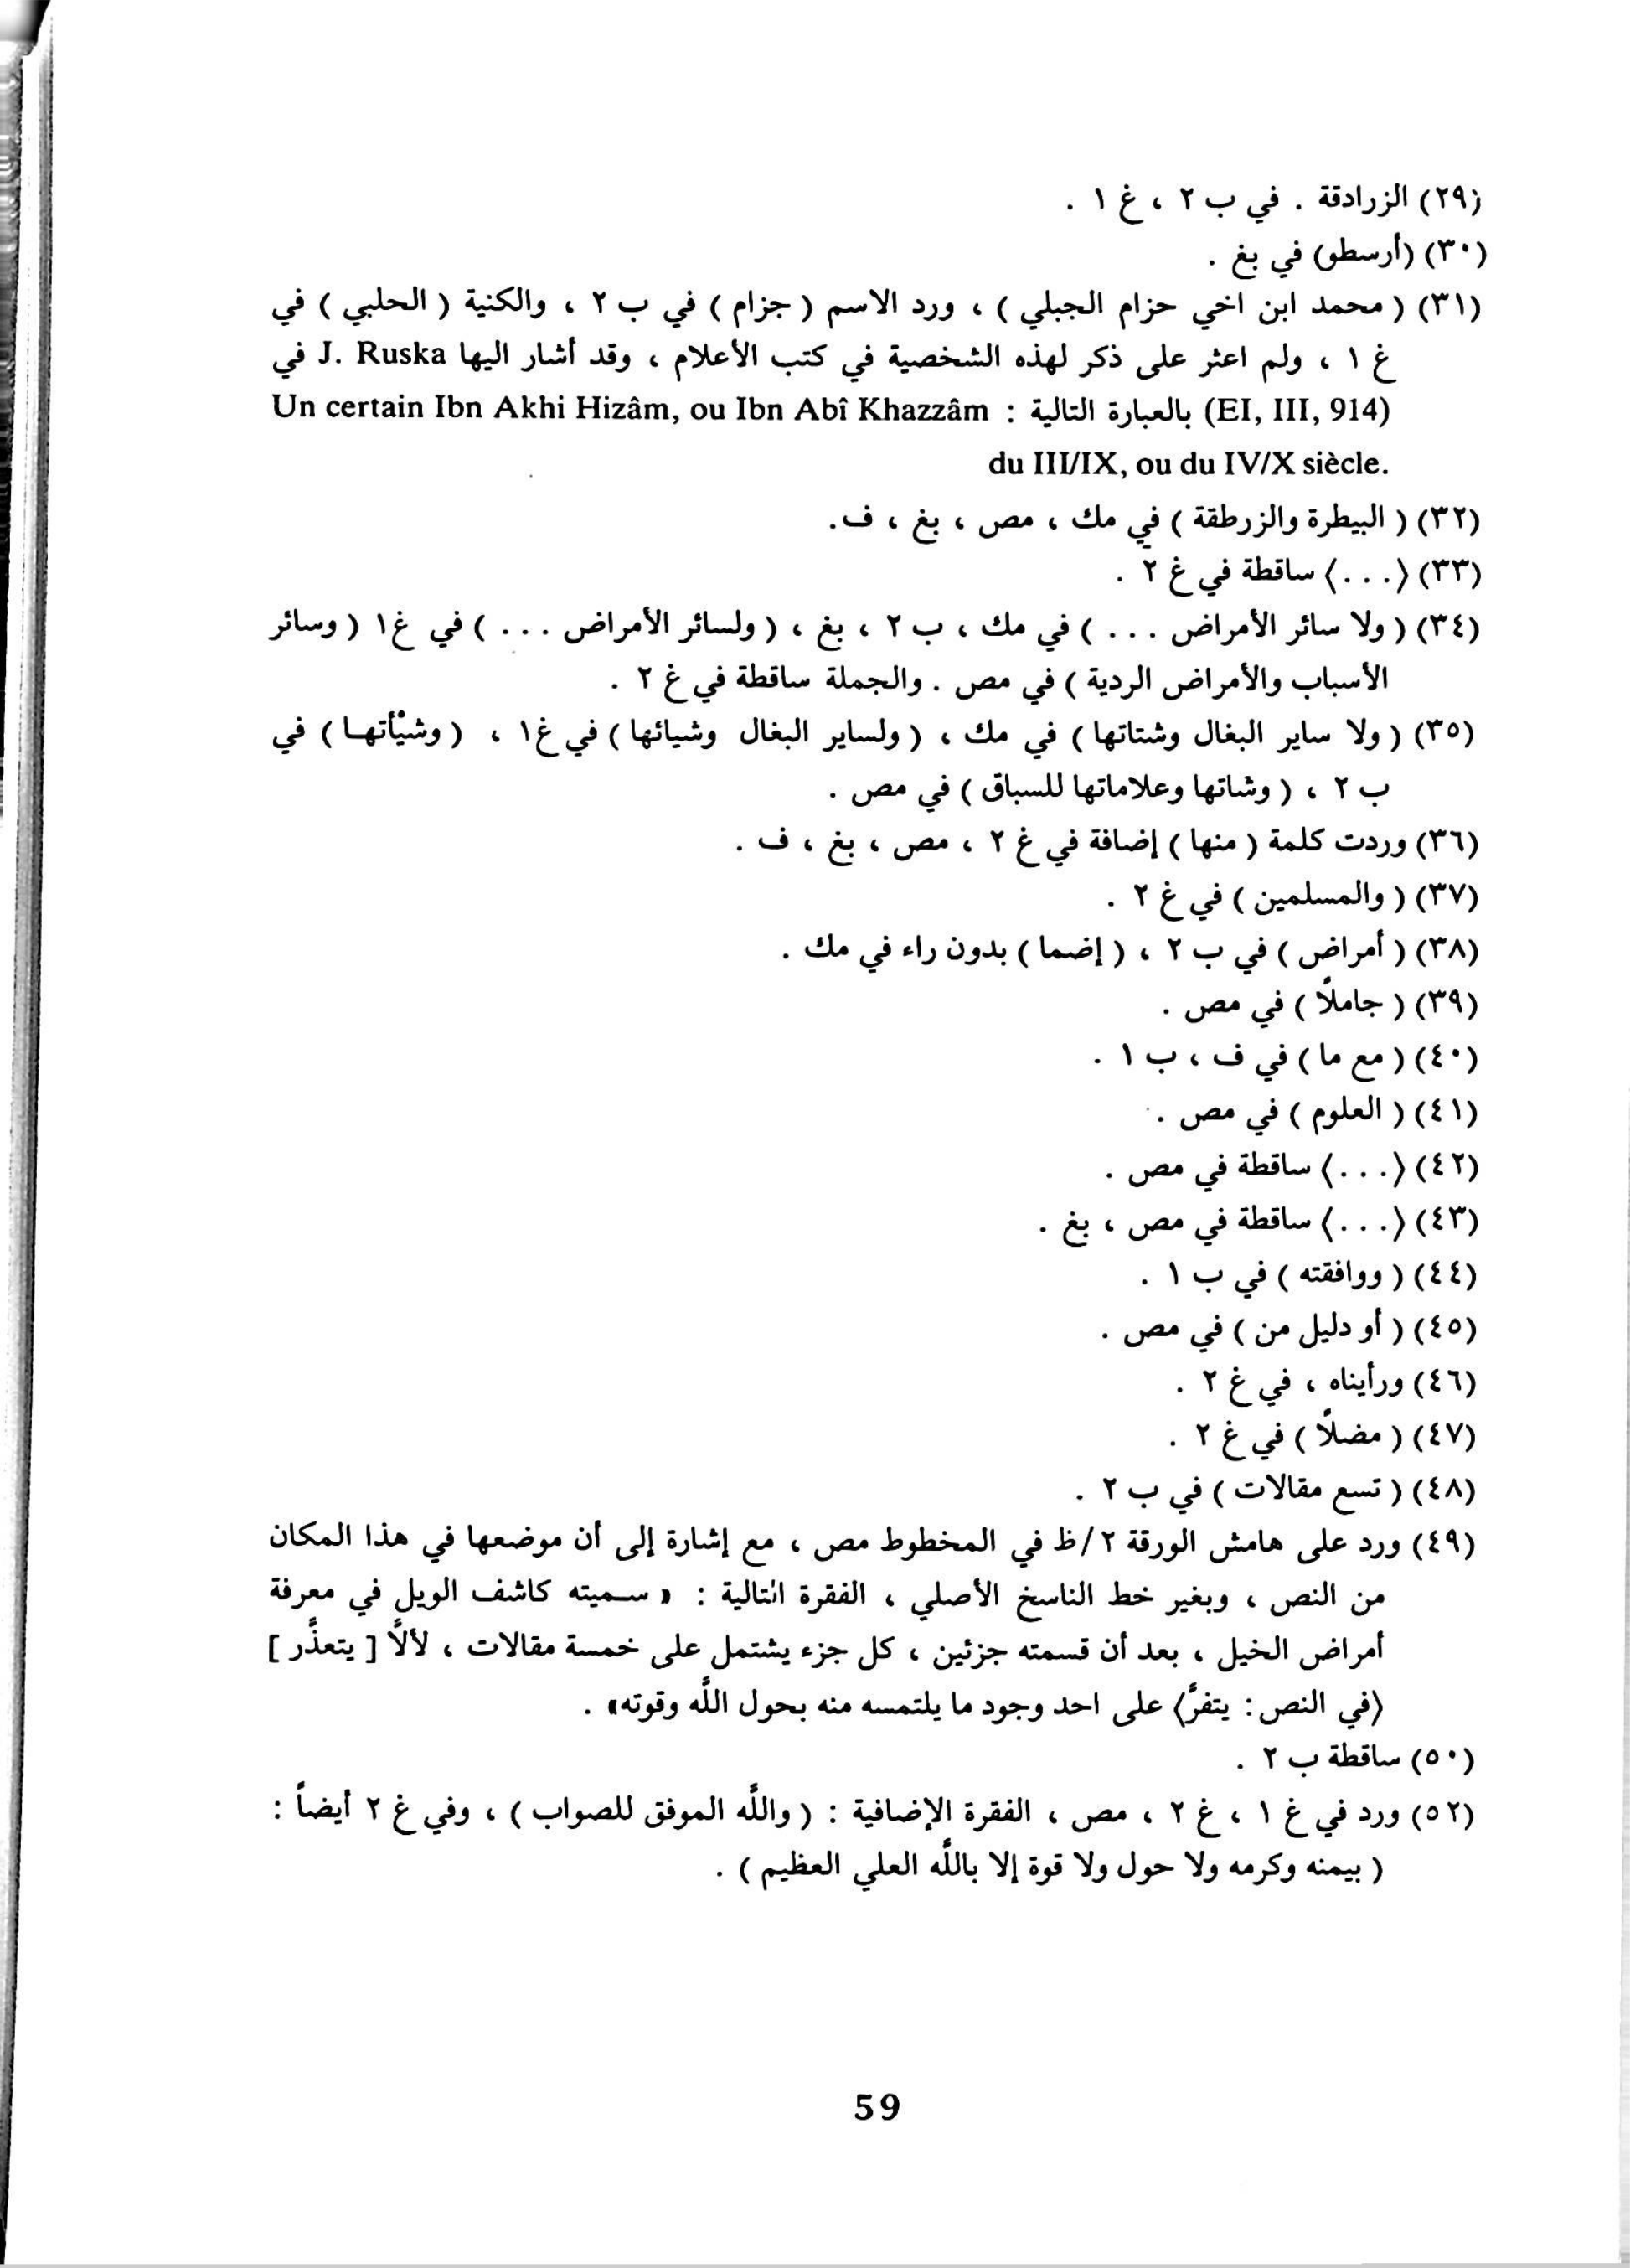 (٢٩) الزرادقة . في ب ٢ ، غ ١ .
(٣٠) (أرسطو) في بغ .
(٣١) ( محمد ابن اخي حزام الجبلي ) ، ورد الاسم ( جزام ) في ب ٢ ، والكنية ( الحلبي ) في
غ ١ ، ولم اعثر على ذكر لهذه الشخصية في كتب الأعلام ، وقد أشار اليها J. Ruska في
(EI, III, 914) بالعبارة التالية : Un certain Ibn Akhi Hizâm, ou Ibn Abî Khazzâm
du III/IX, ou du IV/X siècle.
(٣٢) ( البيطرة والزرطقة ) في مك ، مص ، بغ ، ف.
(٣٣) ⟨. . .⟩ ساقطة في غ ٢ .
(٣٤) ( ولا سائر الأمراض . . . ) في مك ، ب ٢ ، بغ ، ( ولسائر الأمراض . . . ) في غ١ ( وسائر
الأسباب والأمراض الردية ) في مص . والجملة ساقطة في غ ٢ .
(٣٥) ( ولا ساير البغال وشتاتها ) في مك ، ( ولساير البغال وشيائها ) في غ١ ، ( وشيْأتها ) في
ب ٢ ، ( وشاتها وعلاماتها للسباق ) في مص .
(٣٦) وردت كلمة ( منها ) إضافة في غ ٢ ، مص ، بغ ، ف .
(٣٧) ( والمسلمين ) في غ ٢ .
(٣٨) ( أمراض ) في ب ٢ ، ( إضما ) بدون راء في مك .
(٣٩) ( جاملاً ) في مص .
(٤٠) ( مع ما ) في ف ، ب ١ .
(٤١) ( العلوم ) في مص .
(٤٢) ⟨. . .⟩ ساقطة في مص .
(٤٣) ⟨. . .⟩ ساقطة في مص ، بغ .
(٤٤) ( ووافقته ) في ب ١ .
(٤٥) ( أو دليل من ) في مص .
(٤٦) ورأيناه ، في غ ٢ .
(٤٧) ( مضلاً ) في غ ٢ .
(٤٨) ( تسع مقالات ) في ب ٢ .
(٤٩) ورد على هامش الورقة ٢/ظ في المخطوط مص ، مع إشارة إلى أن موضعها في هذا المكان
من النص ، وبغير خط الناسخ الأصلي ، الفقرة التالية : « سميته كاشف الويل في معرفة
أمراض الخيل ، بعد أن قسمته جزئين ، كل جزء يشتمل على خمسة مقالات ، لألاَّ [ يتعذَّر ]
⟨في النص : يتفرَّ⟩ على احد وجود ما يلتمسه منه بحول اللَّه وقوته» .
(٥٠) ساقطة ب ٢ .
(٥٢) ورد في غ ١ ، غ ٢ ، مص ، الفقرة الإضافية : ( واللَّه الموفق للصواب ) ، وفي غ ٢ أيضاً :
( بيمنه وكرمه ولا حول ولا قوة إلا باللَّه العلي العظيم ) .
59